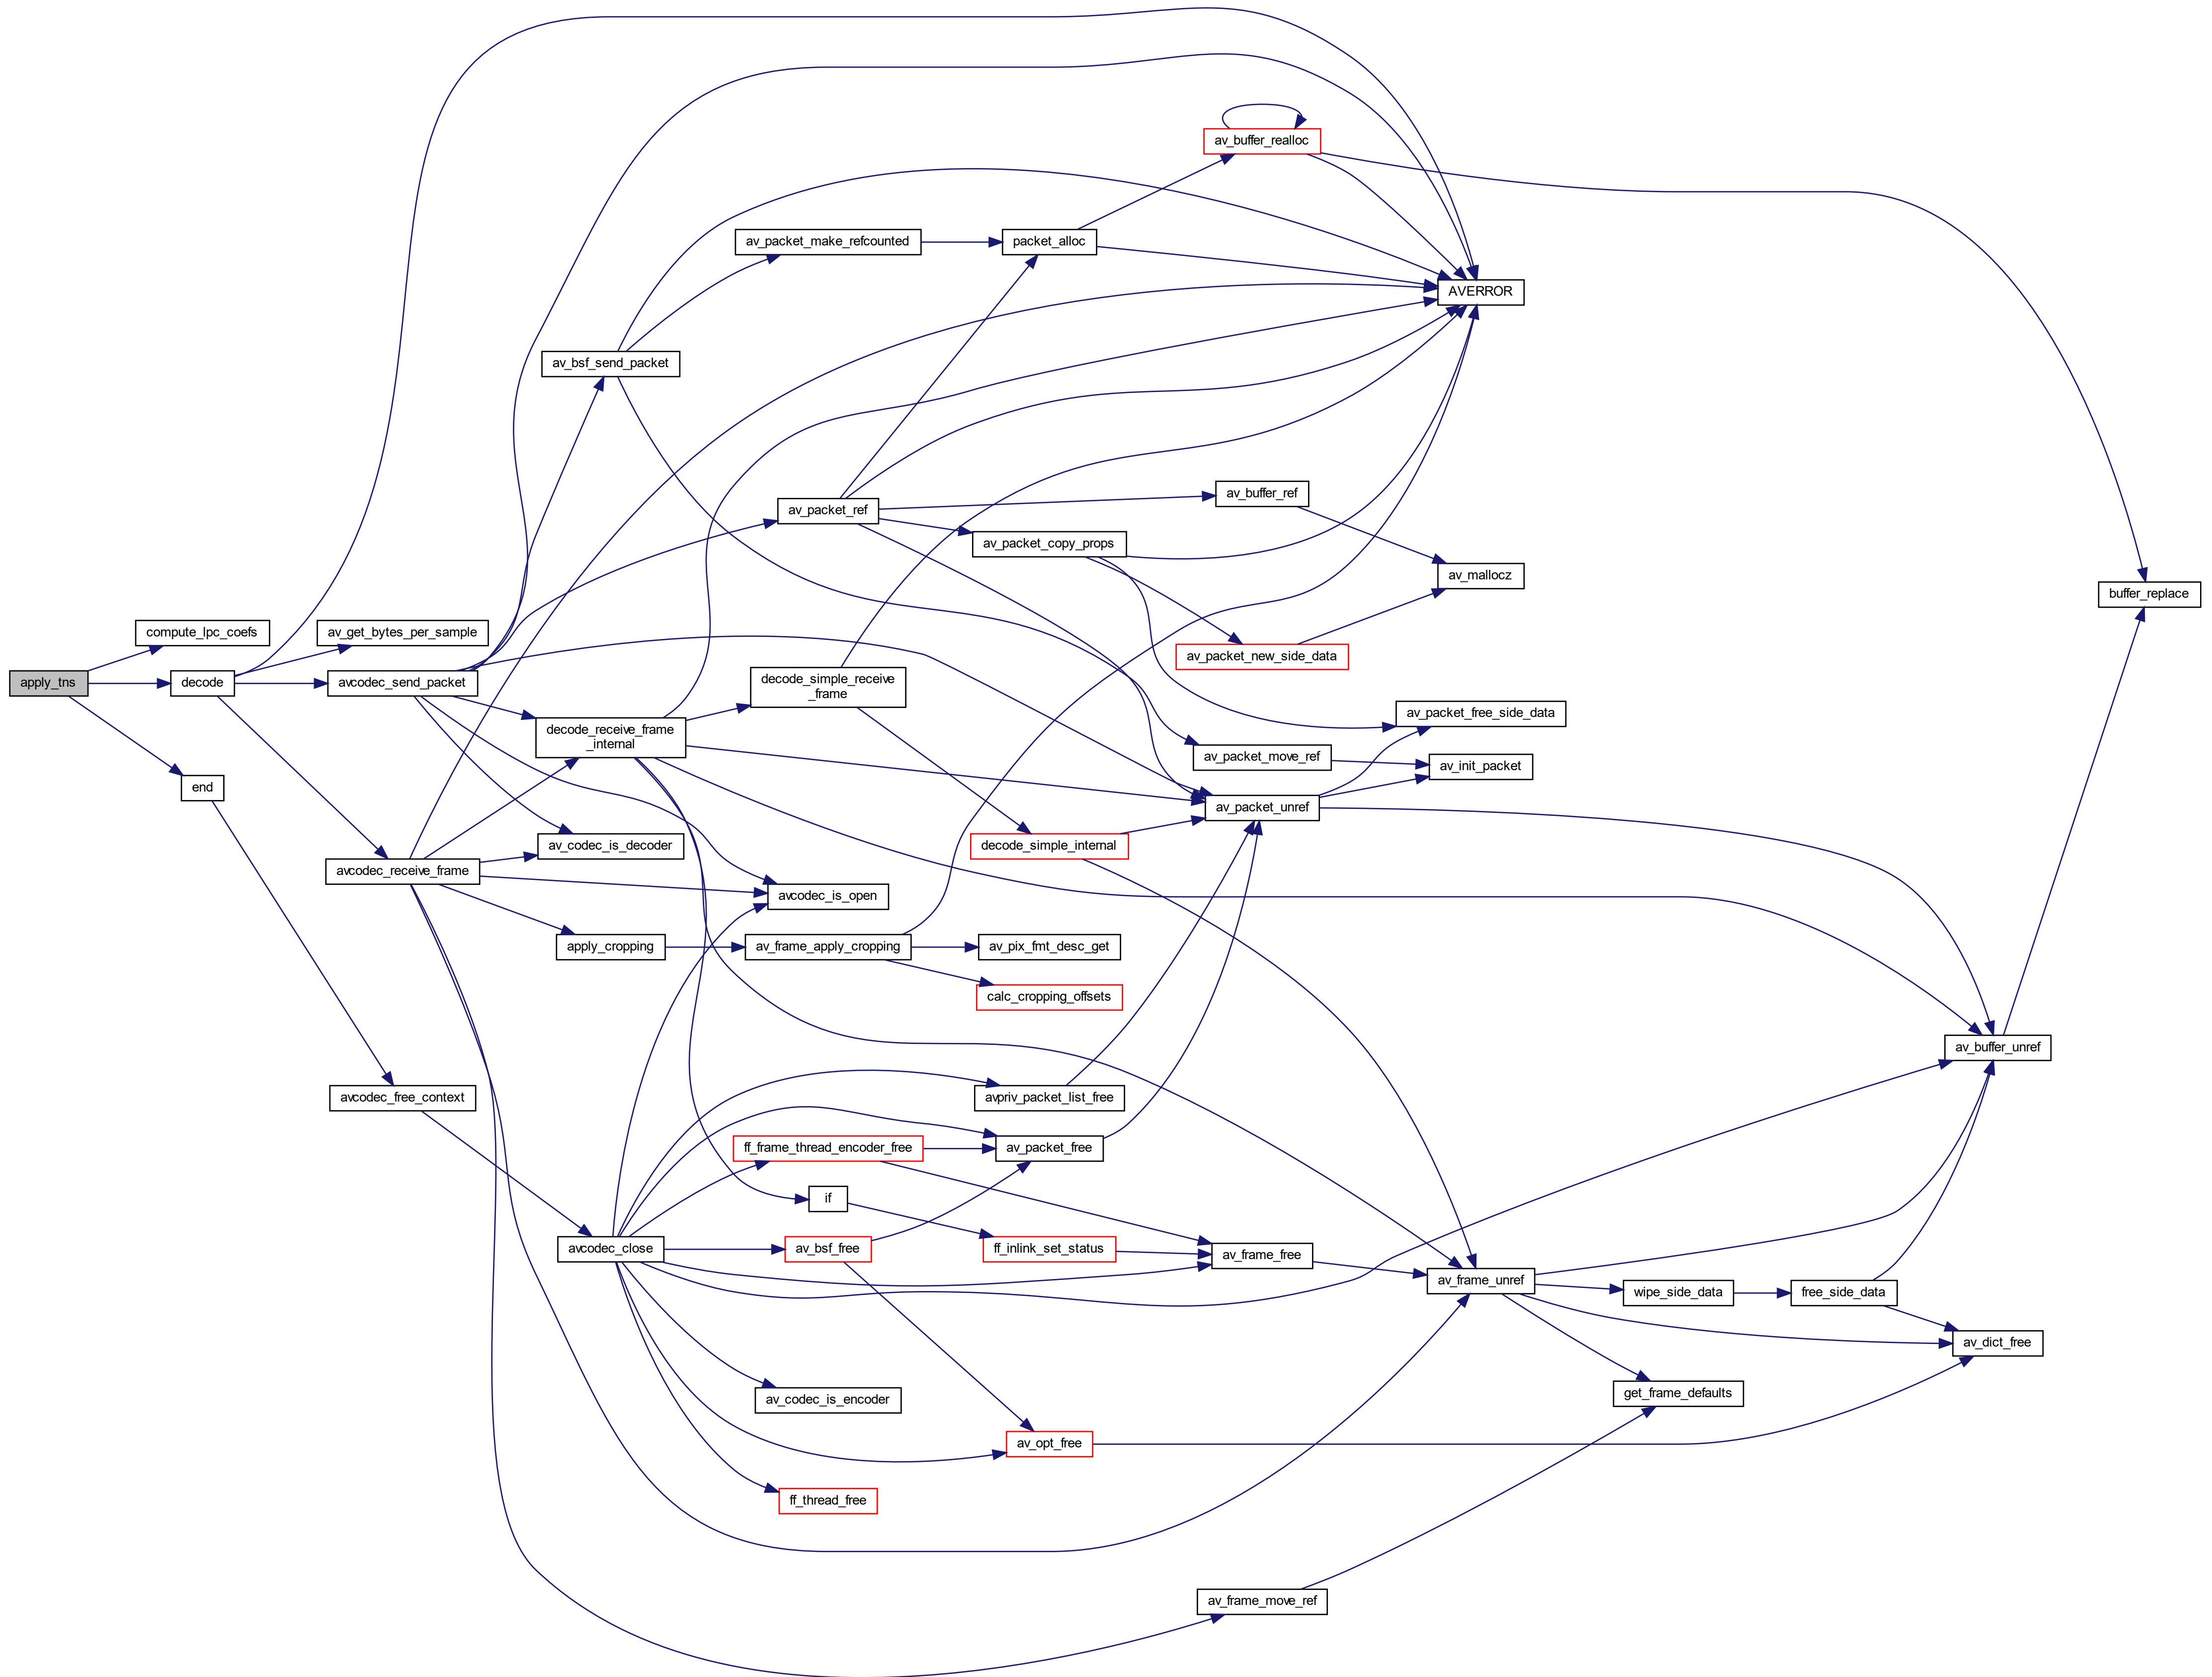 apply_tns
compute_lpc_coefs
decode
end
av_get_bytes_per_sample
avcodec_send_packet
avcodec_receive_frame
avcodec_free_context
av_bsf_send_packet
decode_receive_frame
_internal
av_codec_is_decoder
apply_cropping
avcodec_close
av_packet_make_refcounted
av_packet_ref
decode_simple_receive
_frame
avcodec_is_open
av_frame_apply_cropping
ff_frame_thread_encoder_free
if
av_bsf_free
av_codec_is_encoder
ff_thread_free
packet_alloc
av_packet_copy_props
decode_simple_internal
av_pix_fmt_desc_get
calc_cropping_offsets
avpriv_packet_list_free
av_packet_free
ff_inlink_set_status
av_opt_free
av_buffer_realloc
av_buffer_ref
av_packet_new_side_data
av_packet_move_ref
av_packet_unref
av_frame_free
av_frame_move_ref
AVERROR
av_mallocz
av_packet_free_side_data
av_init_packet
av_frame_unref
wipe_side_data
get_frame_defaults
free_side_data
av_buffer_unref
av_dict_free
buffer_replace